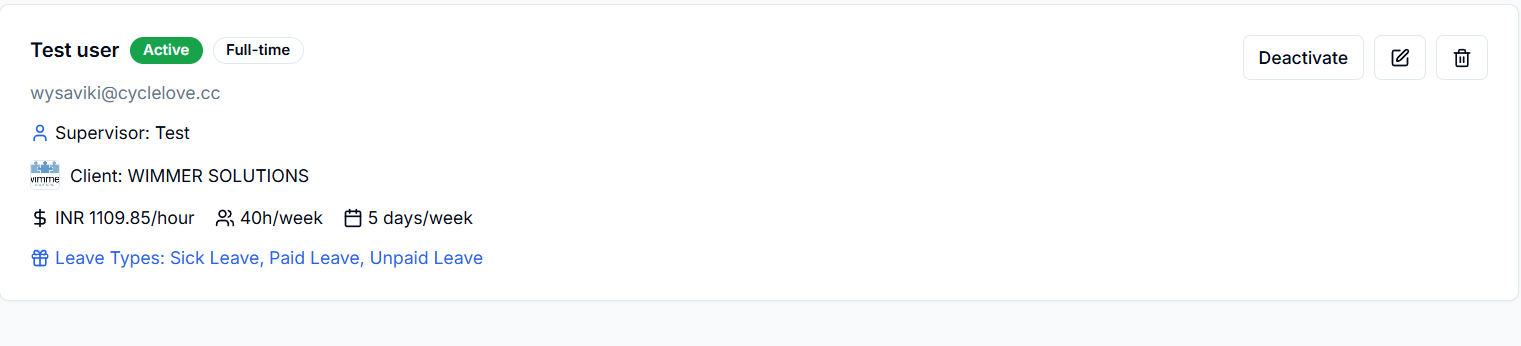 Test user Active Full-time Deactivate
wysaviki@cyclelove.cc
Supervisor: Test
Client: WIMMER SOLUTIONS
INR 1109.85/hour 40h/week 5 days/week
Leave Types: Sick Leave, Paid Leave, Unpaid Leave